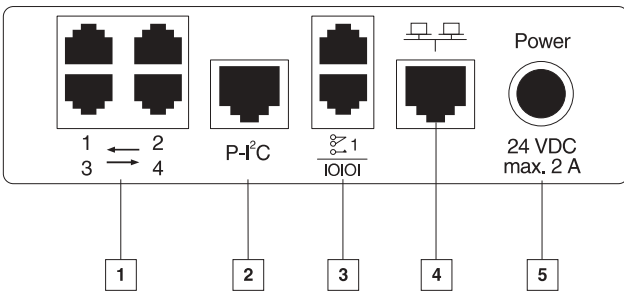 Power
1 2
3 4
P-I²C
1
IOIOI
24 VDC
max. 2 A
1 2 3 4 5